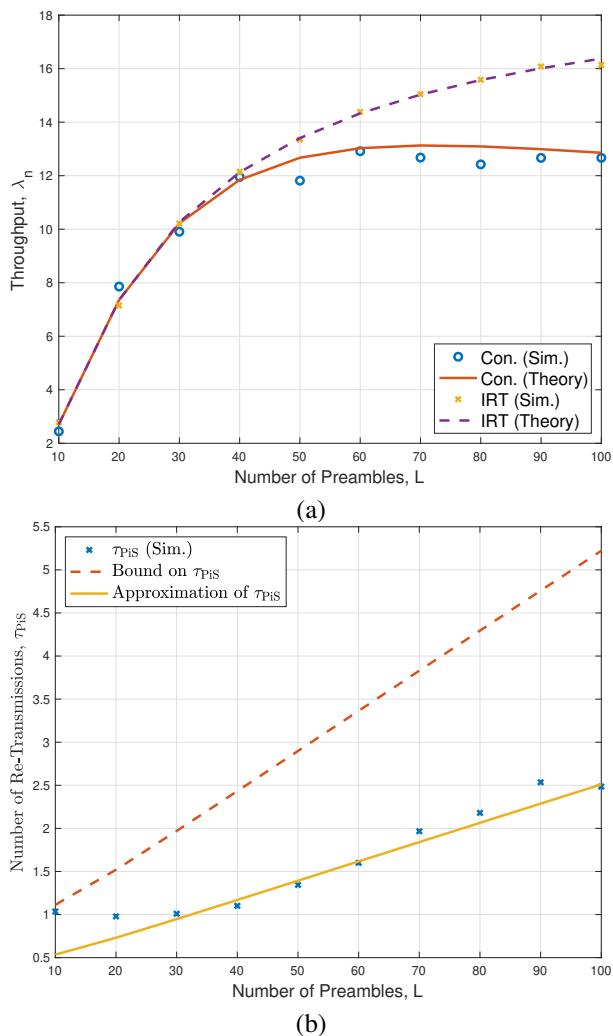 18
16
14
12
10
8
6
4
2
Throughput, λn
Con. (Sim.)
Con. (Theory)
IRT (Sim.)
IRT (Theory)
10 20 30 40 50 60 70 80 90 100
Number of Preambles, L
(a)
5.5
5
4.5
4
3.5
3
2.5
2
1.5
1
0.5
Number of Re-Transmissions, τPiS
τPiS (Sim.)
Bound on τPiS
Approximation of τPiS
10 20 30 40 50 60 70 80 90 100
Number of Preambles, L
(b)